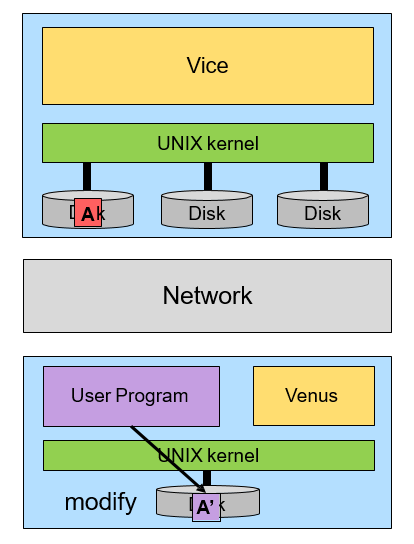 Vice
UNIX kernel
A
Disk
Disk
Network
User Program
Venus
UNIX kernel
modify
A’